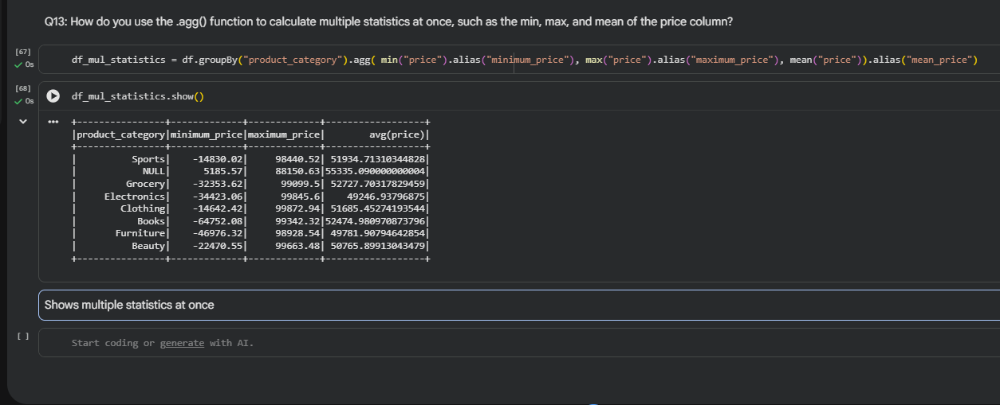 Q13: How do you use the .agg() function to calculate multiple statistics at once, such as the min, max, and mean of the price column?
[67]
0s
df_mul_statistics = df.groupBy("product_category").agg( min("price").alias("minimum_price"), max("price").alias("maximum_price"), mean("price")).alias("mean_price")
[68]
0s
df_mul_statistics.show()
+----------------+-------------+-------------+------------------+
|product_category|minimum_price|maximum_price|        avg(price)|
+----------------+-------------+-------------+------------------+
|          Sports|    -14830.02|     98440.52| 51934.71310344828|
|            NULL|      5185.57|     88150.63|55335.090000000004|
|         Grocery|    -32353.62|      99099.5| 52727.70317829459|
|     Electronics|    -34423.06|      99845.6|    49246.93796875|
|        Clothing|    -14642.42|     99872.94| 51685.45274193544|
|           Books|    -64752.08|     99342.32|52474.980970873796|
|       Furniture|    -46976.32|     98928.54| 49781.90794642854|
|          Beauty|    -22470.55|     99663.48| 50765.89913043479|
+----------------+-------------+-------------+------------------+
Shows multiple statistics at once
[ ]
Start coding or generate with AI.